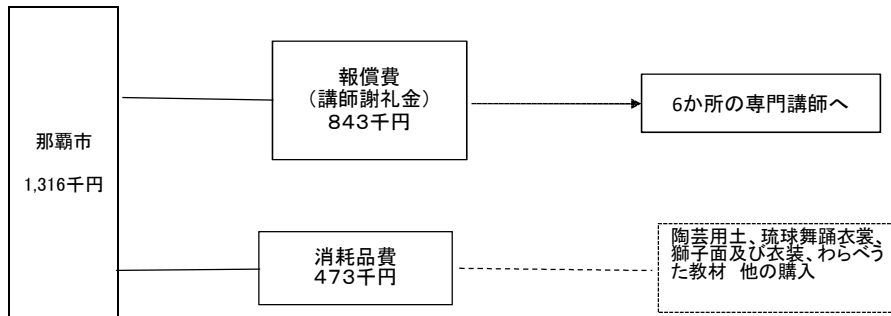 那覇市
1,316千円
報償費
(講師謝礼金)
843千円
6か所の専門講師へ
消耗品費
473千円
陶芸用土、琉球舞踊衣裳、
獅子面及び衣装、わらべう
た教材 他の購入